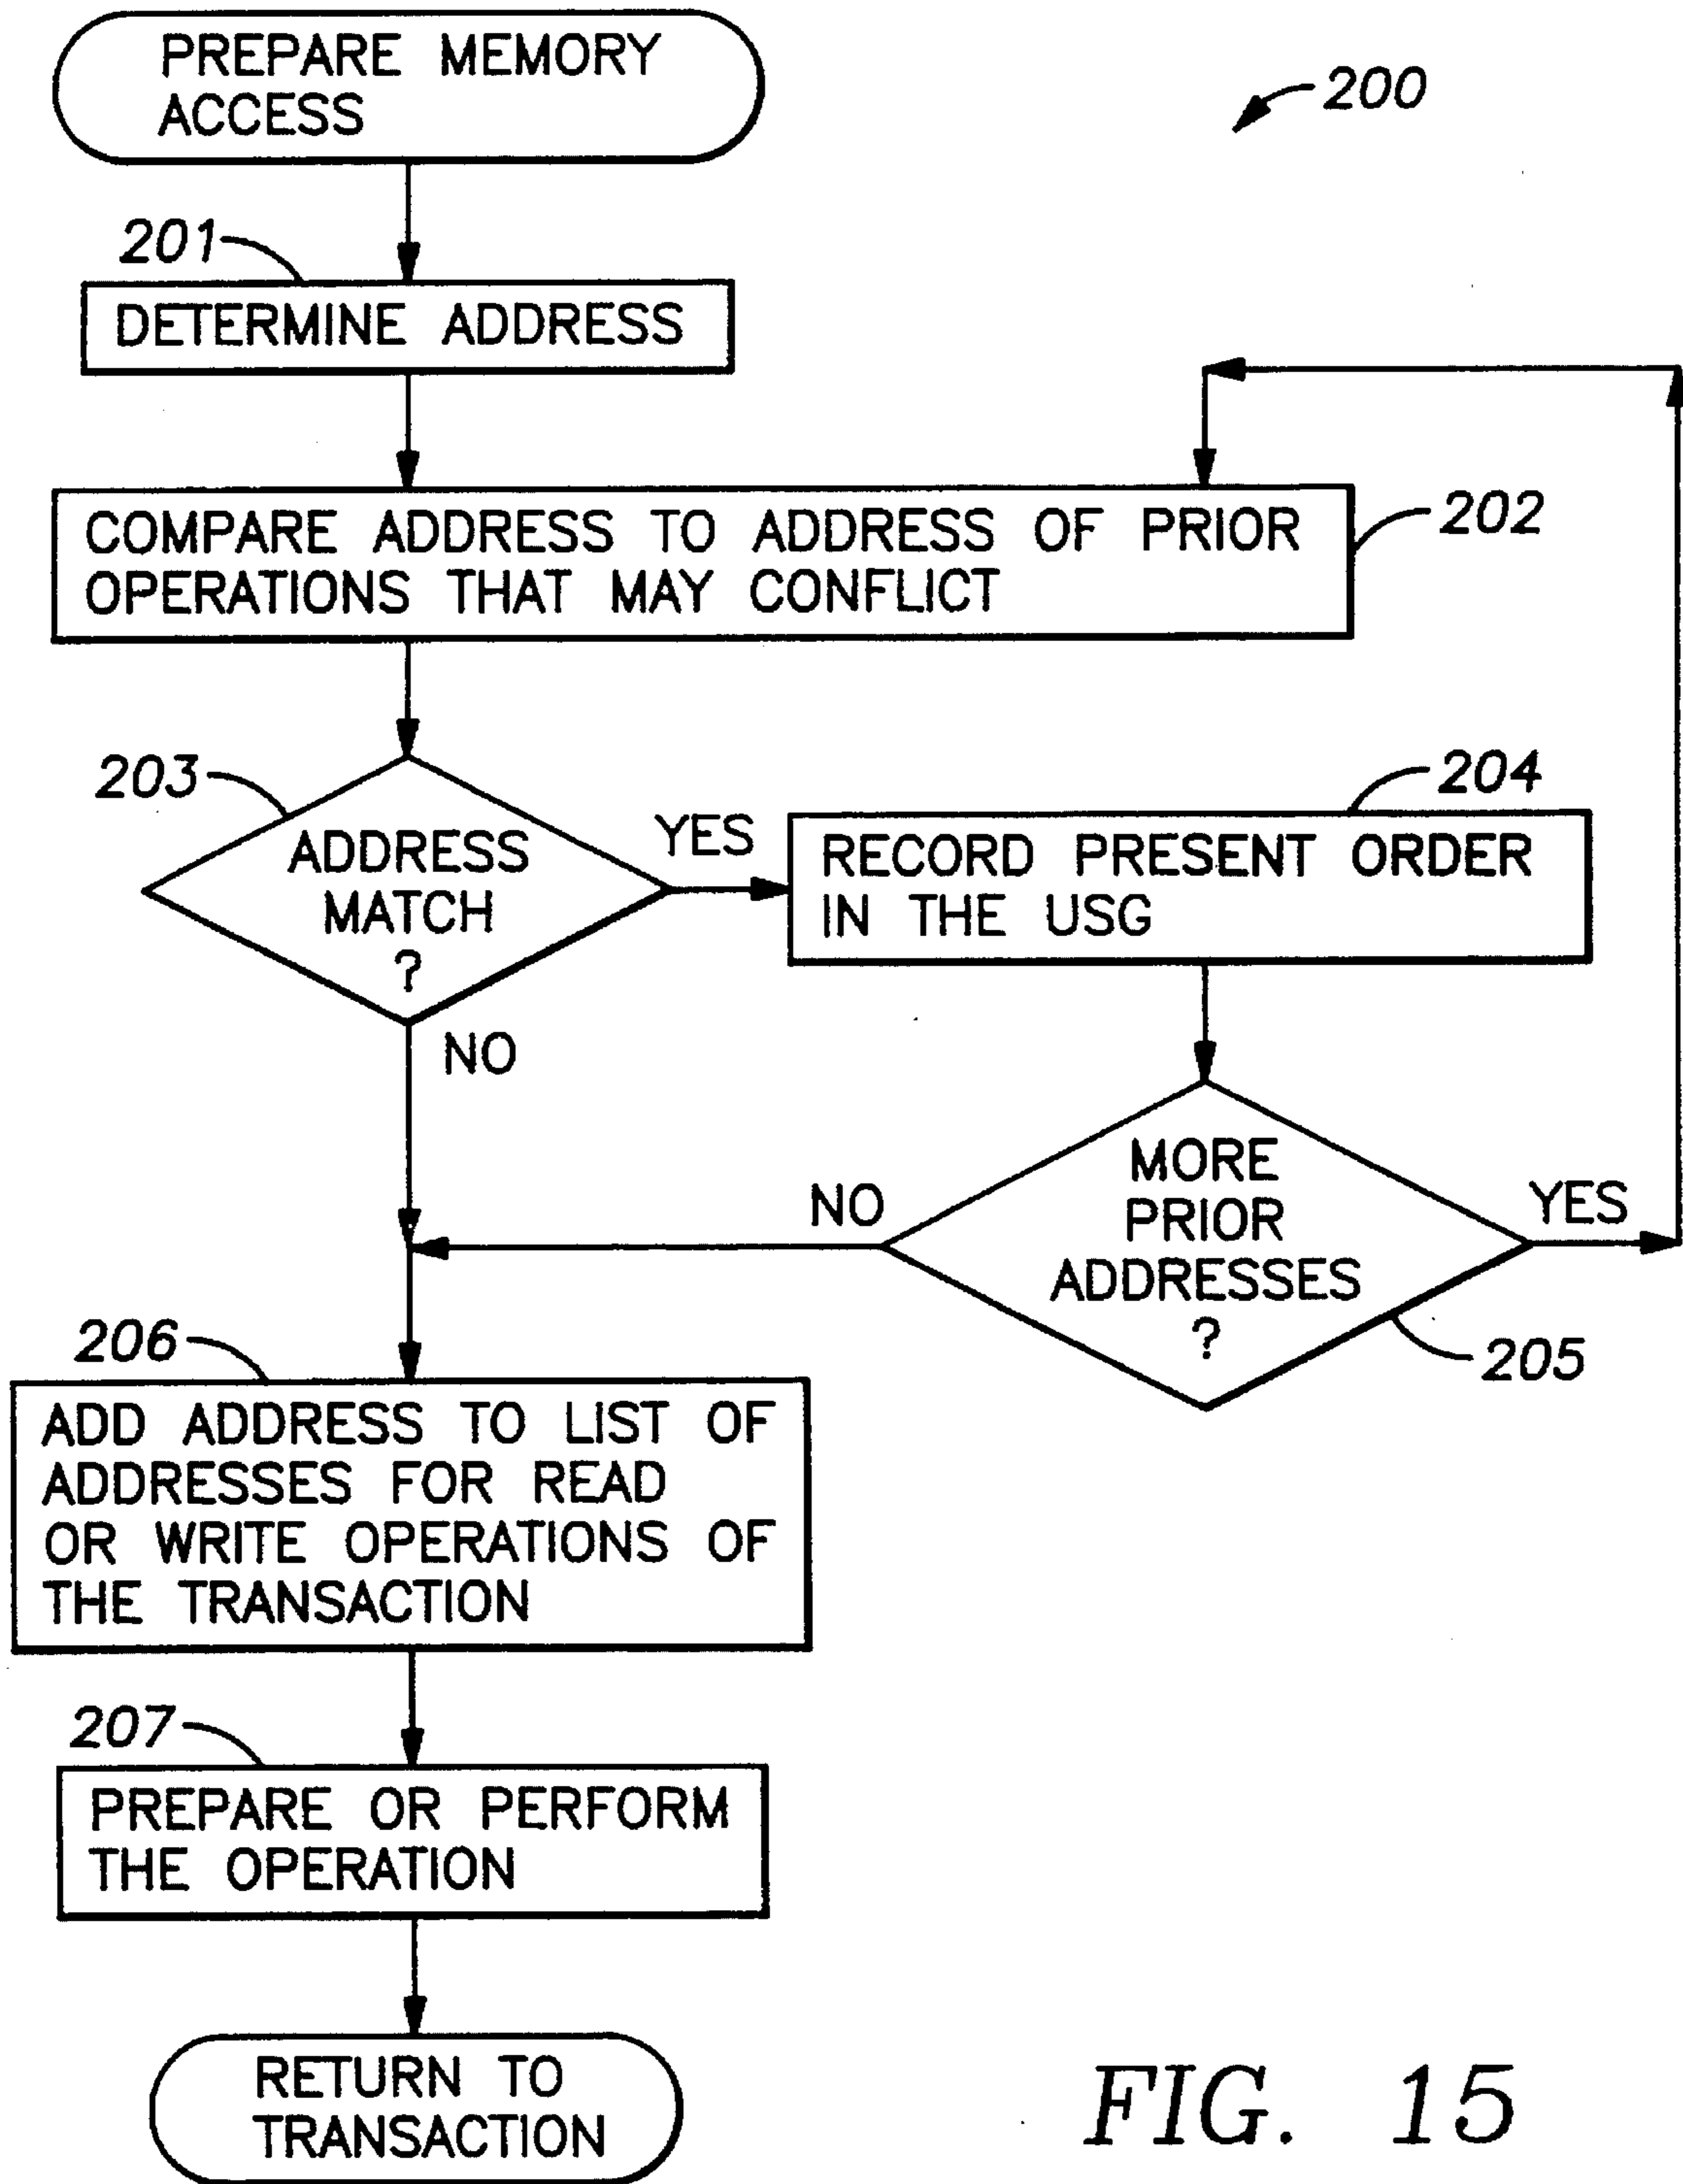 PREPARE MEMORY
ACCESS
200
201
DETERMINE ADDRESS
COMPARE ADDRESS TO ADDRESS OF PRIOR
OPERATIONS THAT MAY CONFLICT
202
203
ADDRESS
MATCH
?
YES
NO
204
RECORD PRESENT ORDER
IN THE USG
MORE
PRIOR
ADDRESSES
?
NO
YES
205
206
ADD ADDRESS TO LIST OF
ADDRESSES FOR READ
OR WRITE OPERATIONS OF
THE TRANSACTION
207
PREPARE OR PERFORM
THE OPERATION
RETURN TO
TRANSACTION
FIG. 15